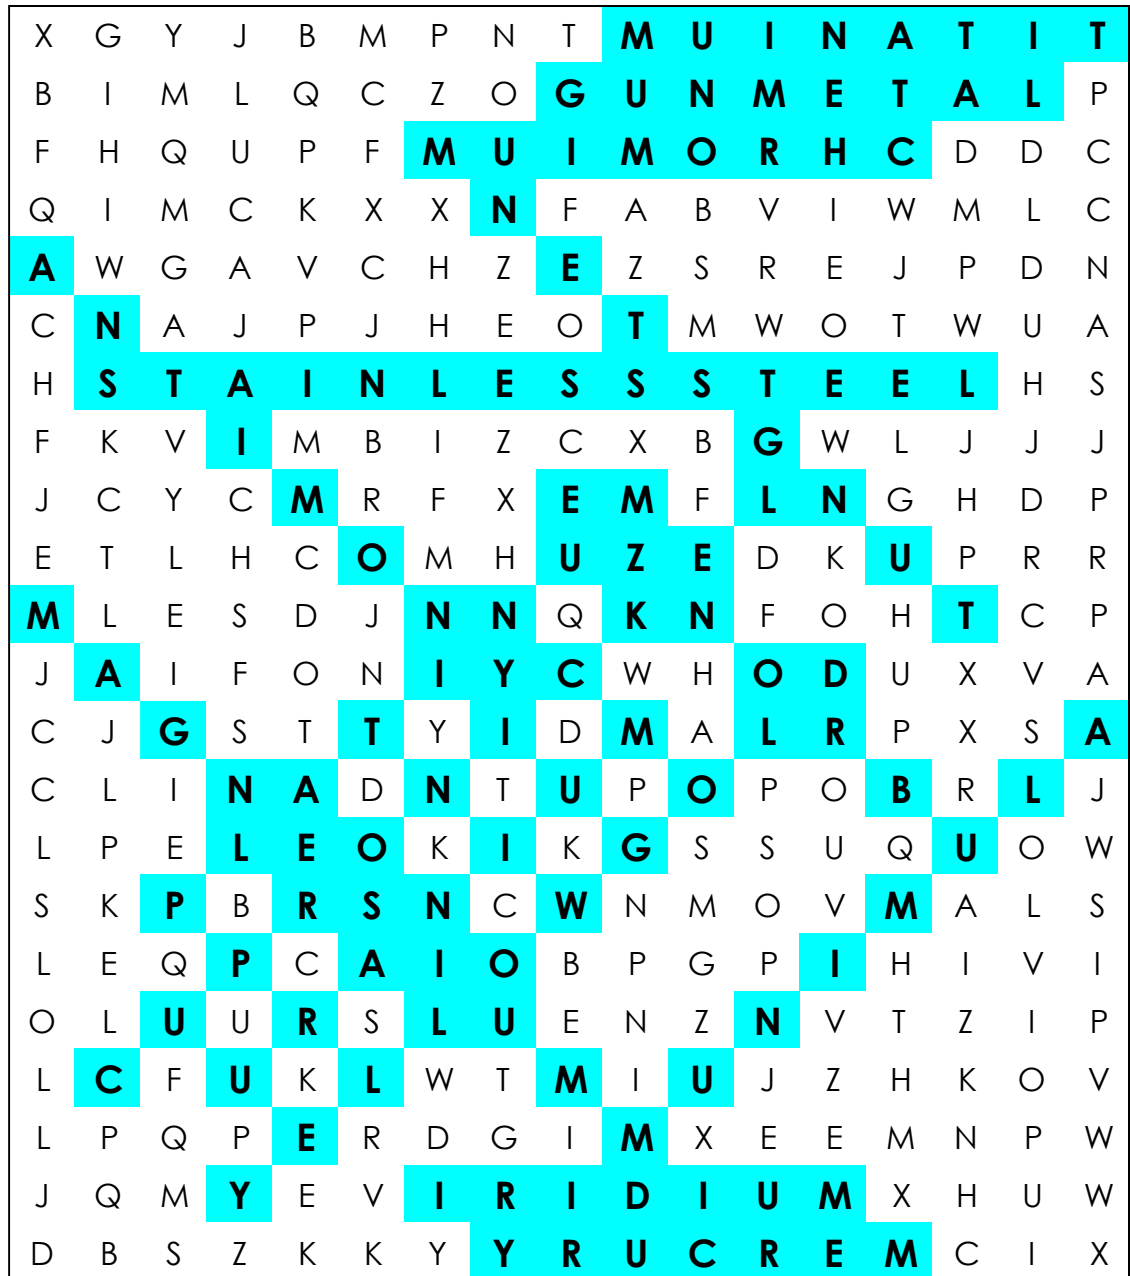 X G Y J B M P N T M U I N A T I T
B I M L Q C Z O G U N M E T A L P
F H Q U P F M U I M O R H C D D C
Q I M C K X X N F A B V I W M L C
A W G A V C H Z E Z S R E J P D N
C N A J P J H E O T M W O T W U A
H S T A I N L E S S S T E E L H S
F K V I M B I Z C X B G W L J J J
J C Y C M R F X E M F L N G H D P
E T L H C O M H U Z E D K U P R R
M L E S D J N N Q K N F O H T C P
J A I F O N I Y C W H O D U X V A
C J G S T T Y I D M A L R P X S A
C L I N A D N T U P O P O B R L J
L P E L E O K I K G S S U Q U O W
S K P B R S N C W N M O V M A L S
L E Q P C A I O B P G P I H I V I
O L U U R S L U E N Z N V T Z I P
L C F U K L W T M I U J Z H K O V
L P Q P E R D G I M X E E M N P W
J Q M Y E V I R I D I U M X H U W
D B S Z K K Y Y R U C R E M C I X